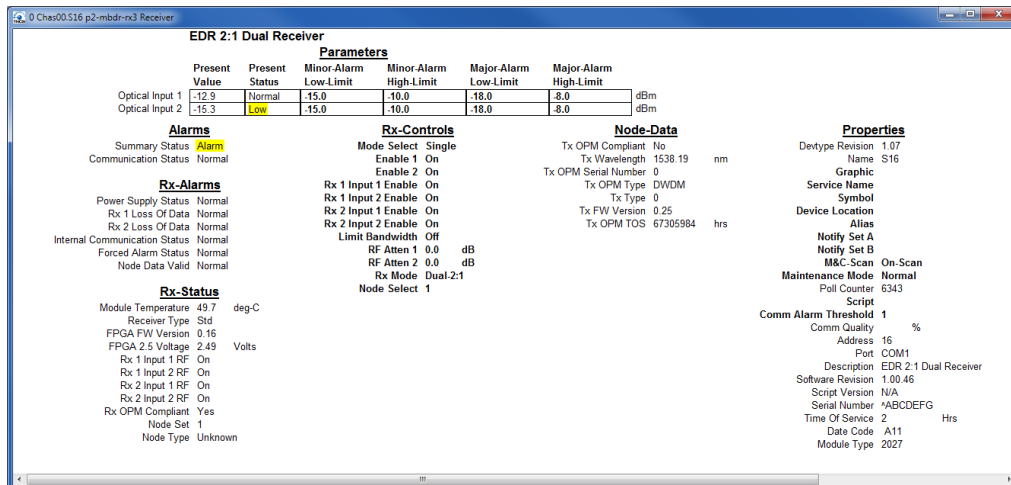 0 Chas00.S16 p2-mbdr-rx3 Receiver
EDR 2:1 Dual Receiver
Parameters
Present Value Present Status Minor-Alarm Low-Limit Minor-Alarm High-Limit Major-Alarm Low-Limit Major-Alarm High-Limit
Optical Input 1 -12.9 Normal -15.0 -10.0 -18.0 -8.0 dBm
Optical Input 2 -15.3 Low -15.0 -10.0 -18.0 -8.0 dBm
Alarms
Summary Status Alarm
Communication Status Normal
Rx-Alarms
Power Supply Status Normal
Rx 1 Loss Of Data Normal
Rx 2 Loss Of Data Normal
Internal Communication Status Normal
Forced Alarm Status Normal
Node Data Valid Normal
Rx-Status
Module Temperature 49.7 deg-C
Receiver Type Std
FPGA FW Version 0.16
FPGA 2.5 Voltage 2.49 Volts
Rx 1 Input 1 RF On
Rx 1 Input 2 RF On
Rx 2 Input 1 RF On
Rx 2 Input 2 RF On
Rx OPM Compliant Yes
Node Set 1
Node Type Unknown
Rx-Controls
Mode Select Single
Enable 1 On
Enable 2 On
Rx 1 Input 1 Enable On
Rx 1 Input 2 Enable On
Rx 2 Input 1 Enable On
Rx 2 Input 2 Enable On
Limit Bandwidth Off
RF Atten 1 0.0 dB
RF Atten 2 0.0 dB
Rx Mode Dual-2:1
Node Select 1
Node-Data
Tx OPM Compliant No
Tx Wavelength 1538.19 nm
Tx OPM Serial Number 0
Tx OPM Type DWDM
Tx Type 0
Tx FW Version 0.25
Tx OPM TOS 67305984 hrs
Properties
Devtype Revision 1.07
Name S16
Graphic
Service Name
Symbol
Device Location
Alias
Notify Set A
Notify Set B
M&C-Scan On-Scan
Maintenance Mode Normal
Poll Counter 6343
Script
Comm Alarm Threshold 1
Comm Quality %
Address 16
Port COM1
Description EDR 2:1 Dual Receiver
Software Revision 1.00.46
Script Version N/A
Serial Number ^ABCDEFG
Time Of Service 2 Hrs
Date Code A11
Module Type 2027